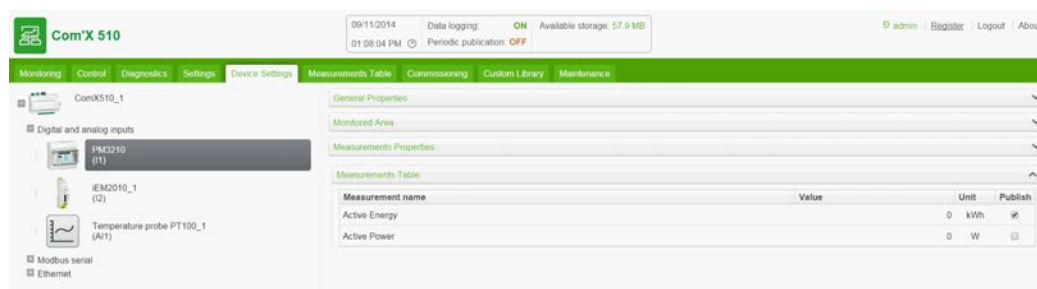 Com'X 510
09/11/2014
01:08:04 PM
Data logging: ON
Periodic publication: OFF
Available storage: 57.9 MB
admin Register Logout Abou
Monitoring Control Diagnostics Settings Device Settings Measurements Table Commissioning Custom Library Maintenance
ComX510_1
Digital and analog inputs
PM3210
(I1)
iEM2010_1
(I2)
Temperature probe PT100_1
(AI1)
Modbus serial
Ethernet
General Properties
Monitored Area
Measurements Properties
Measurements Table
Measurement name Value Unit Publish
Active Energy 0 kWh
Active Power 0 W